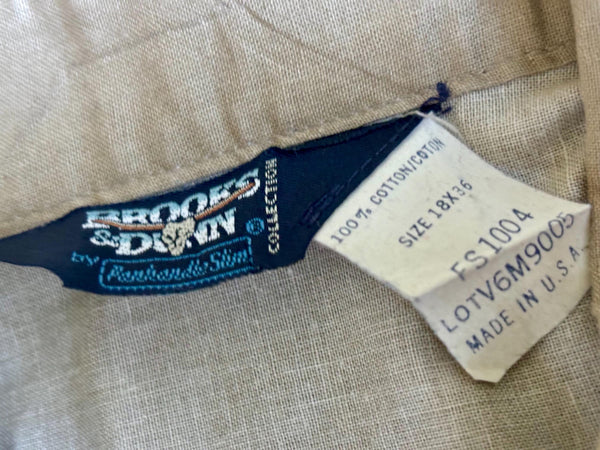 BROOKS
& DUNN ®
by Panhandle Slim
COLLECTION
100% COTTON/COTON
SIZE 18X36
FS1004
LOTV6M9005
MADE IN U.S.A.